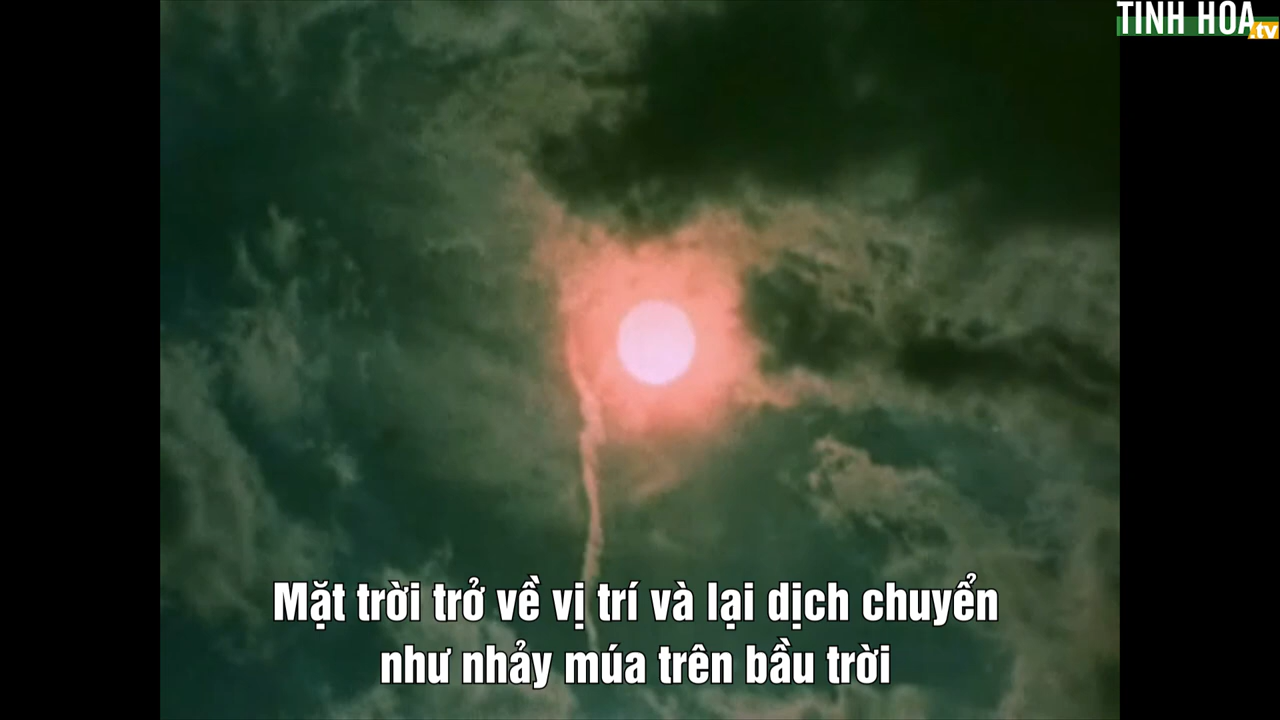 TINH HOA
.tv
Mặt trời trở về vị trí và lại dịch chuyển
như nhảy múa trên bầu trời